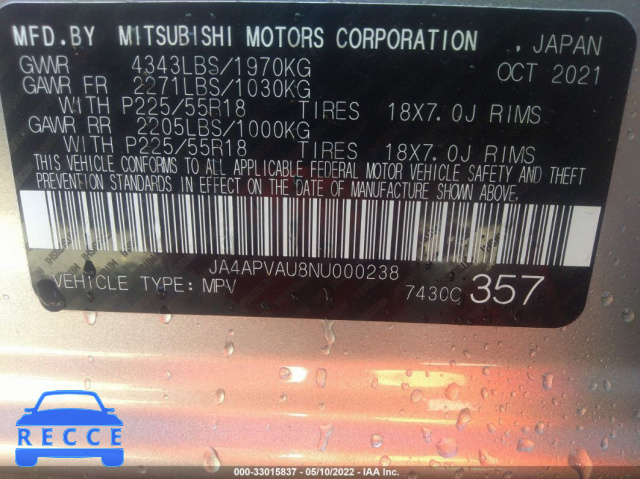 MFD.BY MITSUBISHI MOTORS CORPORATION , JAPAN
GVWR 4343LBS/1970KG OCT 2021
GAWR FR 2271LBS/1030KG
WITH P225/55R18 TIRES 18X7.0J RIMS
GAWR RR 2205LBS/1000KG
WITH P225/55R18 TIRES 18X7.0J RIMS
THIS VEHICLE CONFORMS TO ALL APPLICABLE FEDERAL MOTOR VEHICLE SAFETY AND THEFT
PREVENTION STANDARDS IN EFFECT ON THE DATE OF MANUFACTURE SHOWN ABOVE.
JA4APVAU8NU000238
VEHICLE TYPE: MPV 7430C 357
RECCE
000-33015837 - 05/10/2022 - IAA Inc.